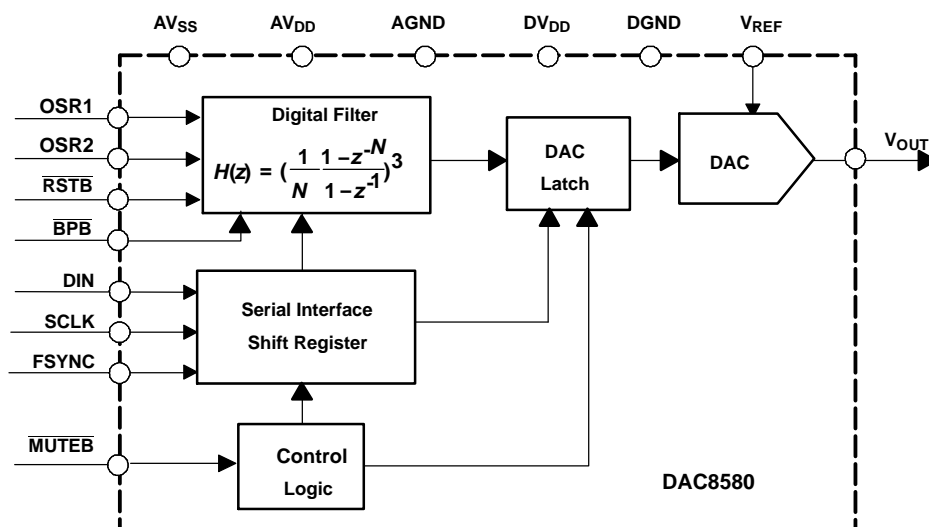 AVSS AVDD AGND DVDD DGND VREF
OSR1
OSR2
RSTB
BPB
DIN
SCLK
FSYNC
MUTEB
Digital Filter
H(z) = (1/N 1-z^-N/1-z^-1)^3
DAC
Latch
DAC
VOUT
Serial Interface
Shift Register
Control
Logic
DAC8580